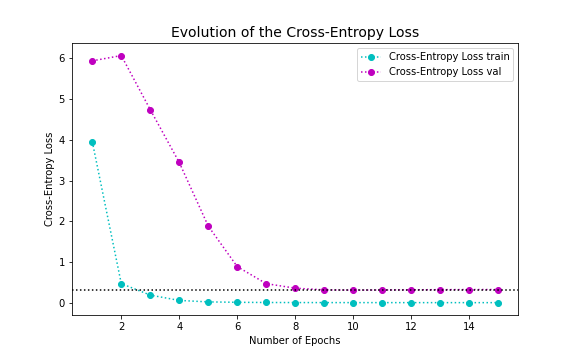 Evolution of the Cross-Entropy Loss
Cross-Entropy Loss train
Cross-Entropy Loss val
Cross-Entropy Loss
6
5
4
3
2
1
0
2 4 6 8 10 12 14
Number of Epochs